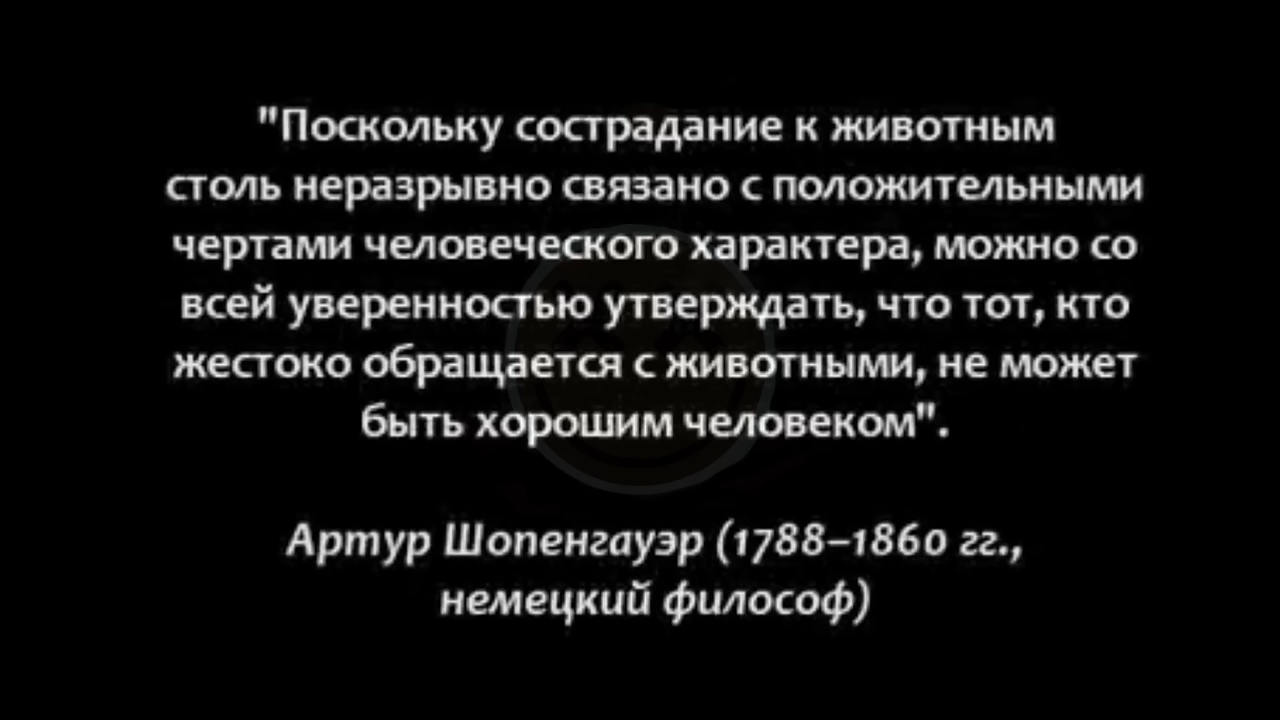 "Поскольку сострадание к животным
столь неразрывно связано с положительными
чертами человеческого характера, можно со
всей уверенностью утверждать, что тот, кто
жестоко обращается с животными, не может
быть хорошим человеком".
Артур Шопенгауэр (1788–1860 гг.,
немецкий философ)